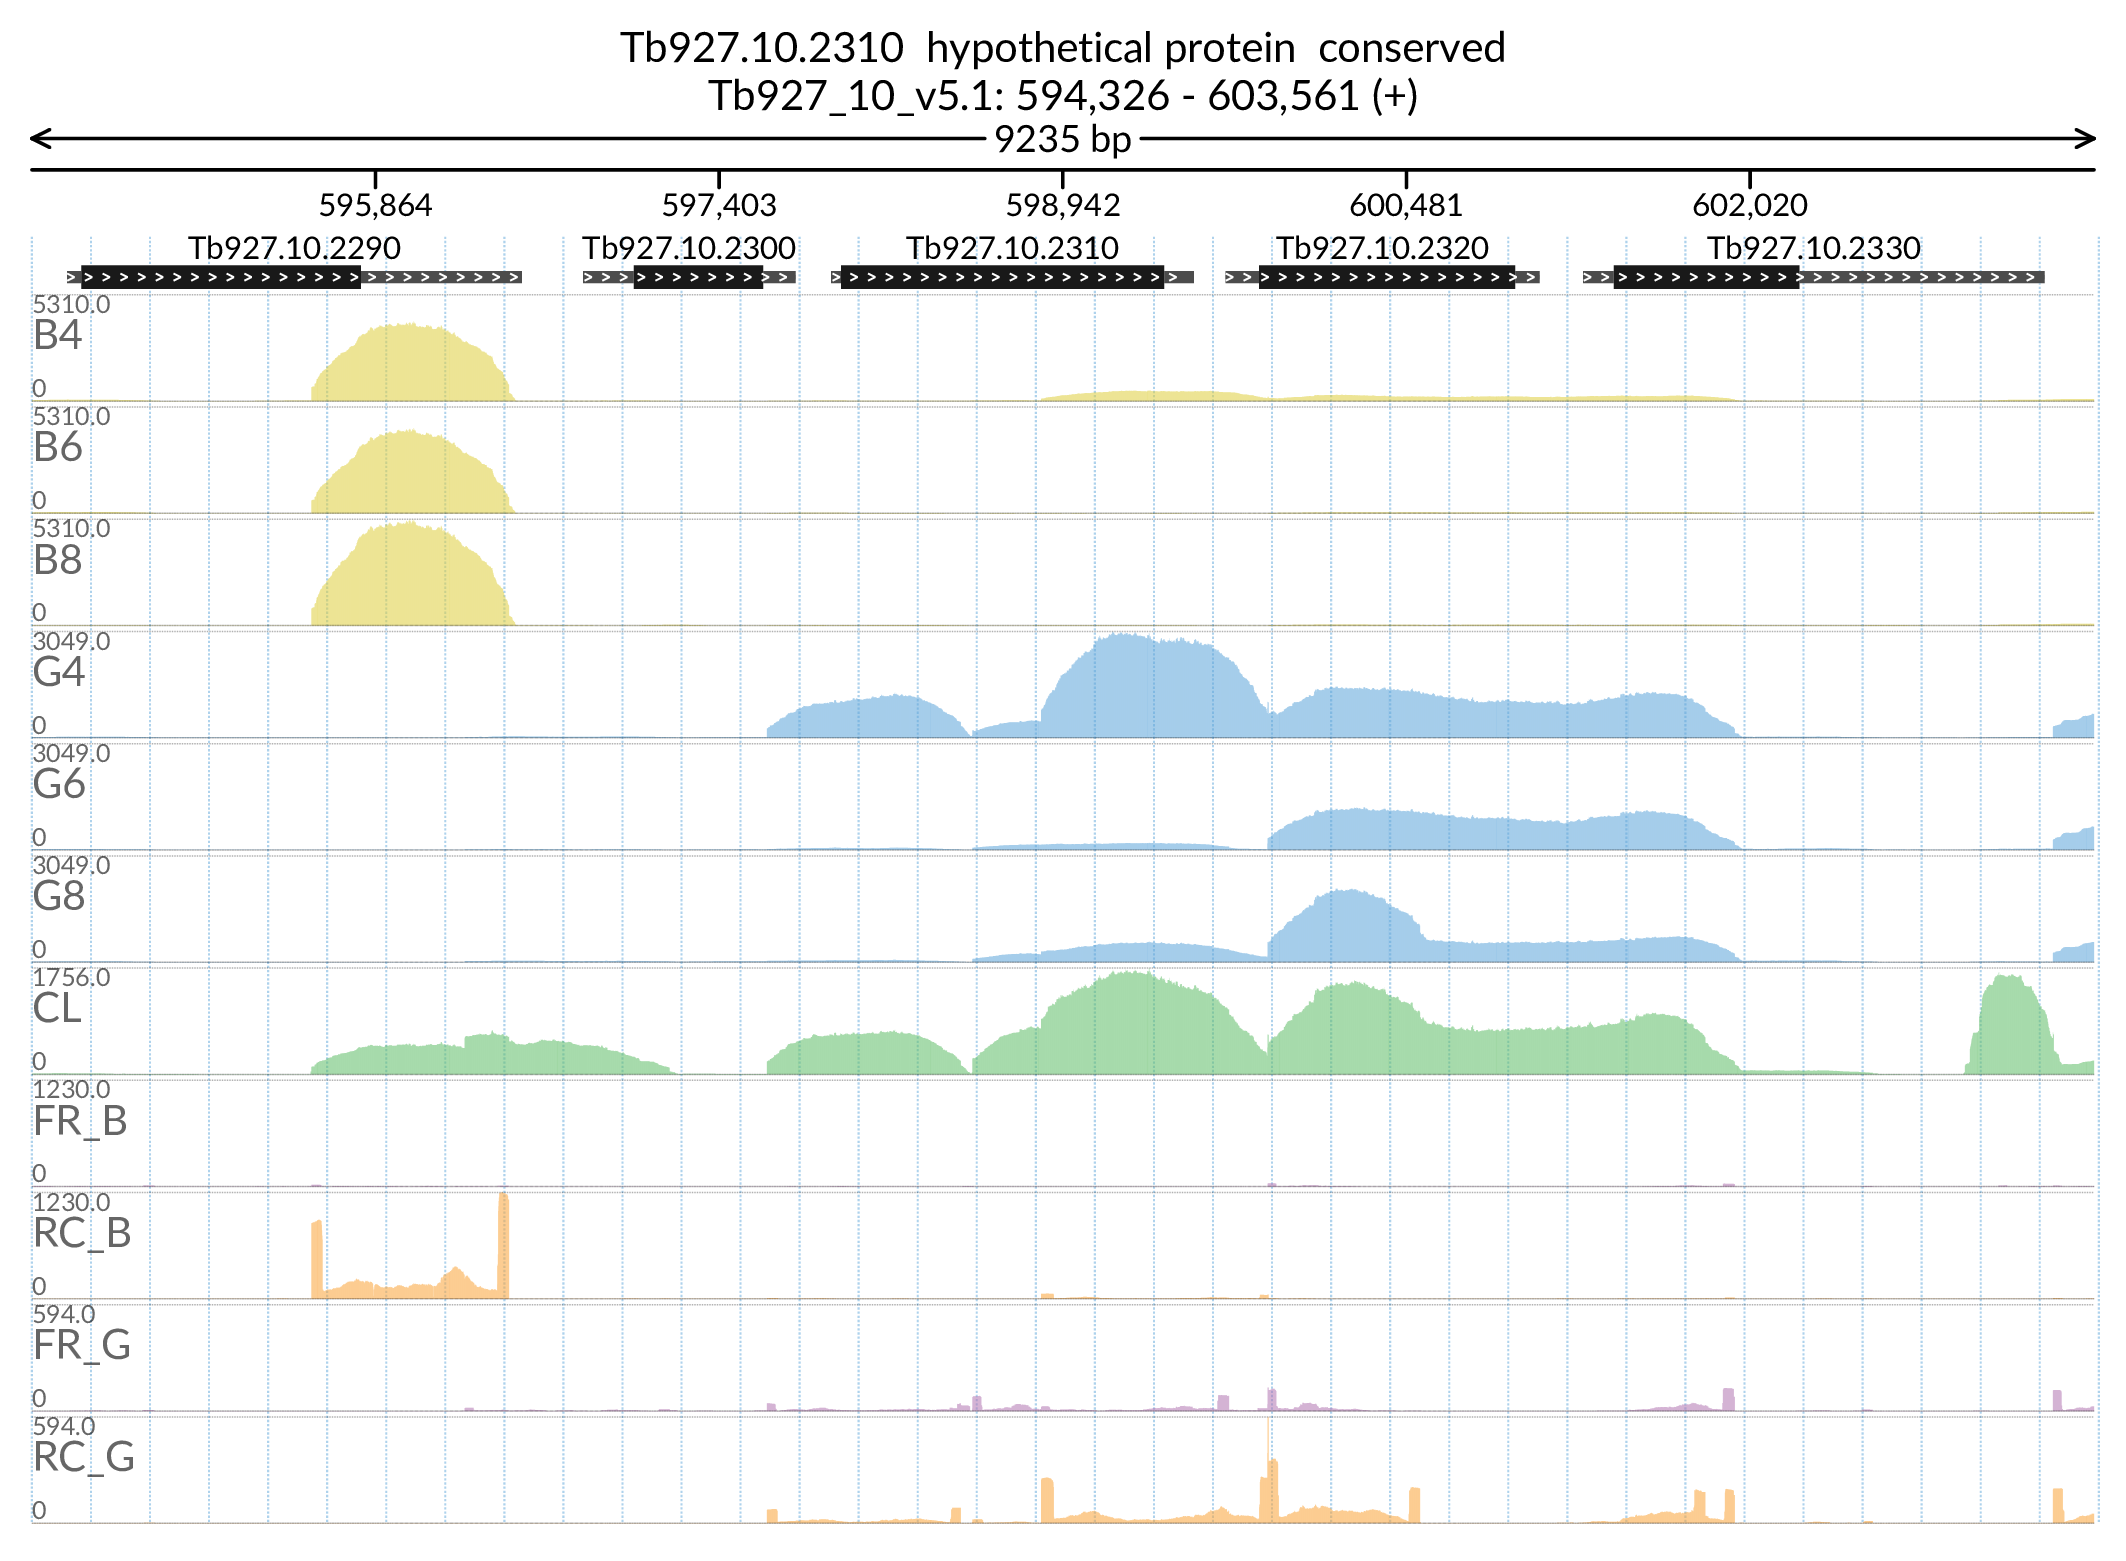 Tb927.10.2310 hypothetical protein conserved
Tb927_10_v5.1: 594,326 - 603,561 (+)
9235 bp
595,864 597,403 598,942 600,481 602,020
Tb927.10.2290 Tb927.10.2300 Tb927.10.2310 Tb927.10.2320 Tb927.10.2330
5310.0
B4
0
5310.0
B6
0
5310.0
B8
0
3049.0
G4
0
3049.0
G6
0
3049.0
G8
0
1756.0
CL
0
1230.0
FR_B
0
1230.0
RC_B
0
594.0
FR_G
0
594.0
RC_G
0